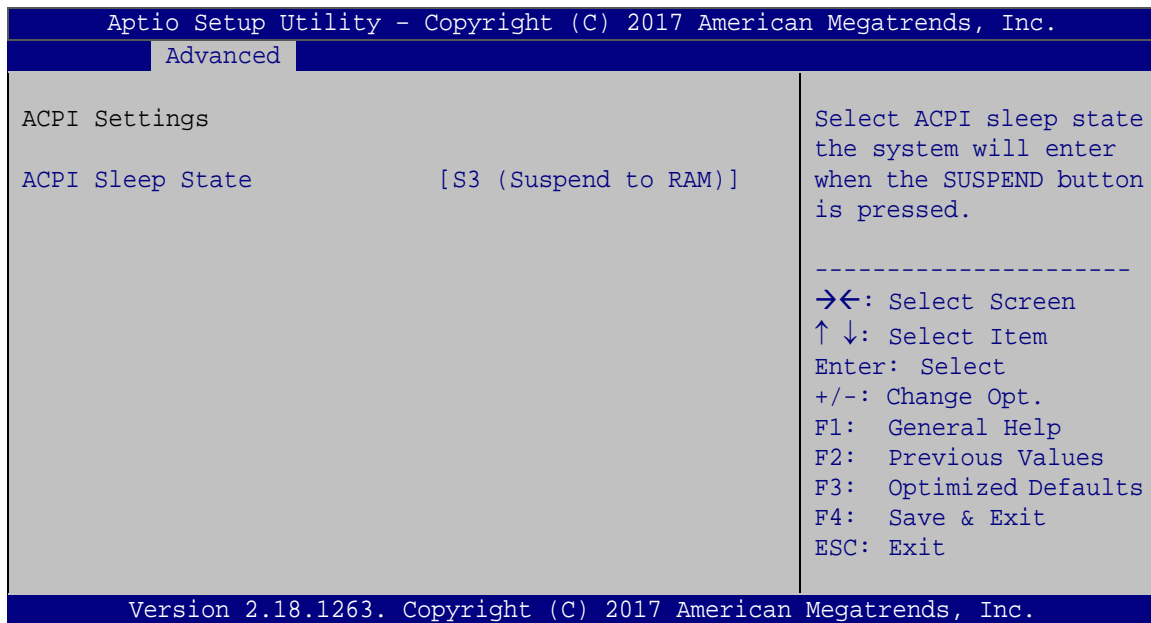 Aptio Setup Utility – Copyright (C) 2017 American Megatrends, Inc.
Advanced
ACPI Settings
ACPI Sleep State [S3 (Suspend to RAM)]
Select ACPI sleep state
the system will enter
when the SUSPEND button
is pressed.
----------------------
→←: Select Screen
↑ ↓: Select Item
Enter: Select
+/-: Change Opt.
F1: General Help
F2: Previous Values
F3: Optimized Defaults
F4: Save & Exit
ESC: Exit
Version 2.18.1263. Copyright (C) 2017 American Megatrends, Inc.